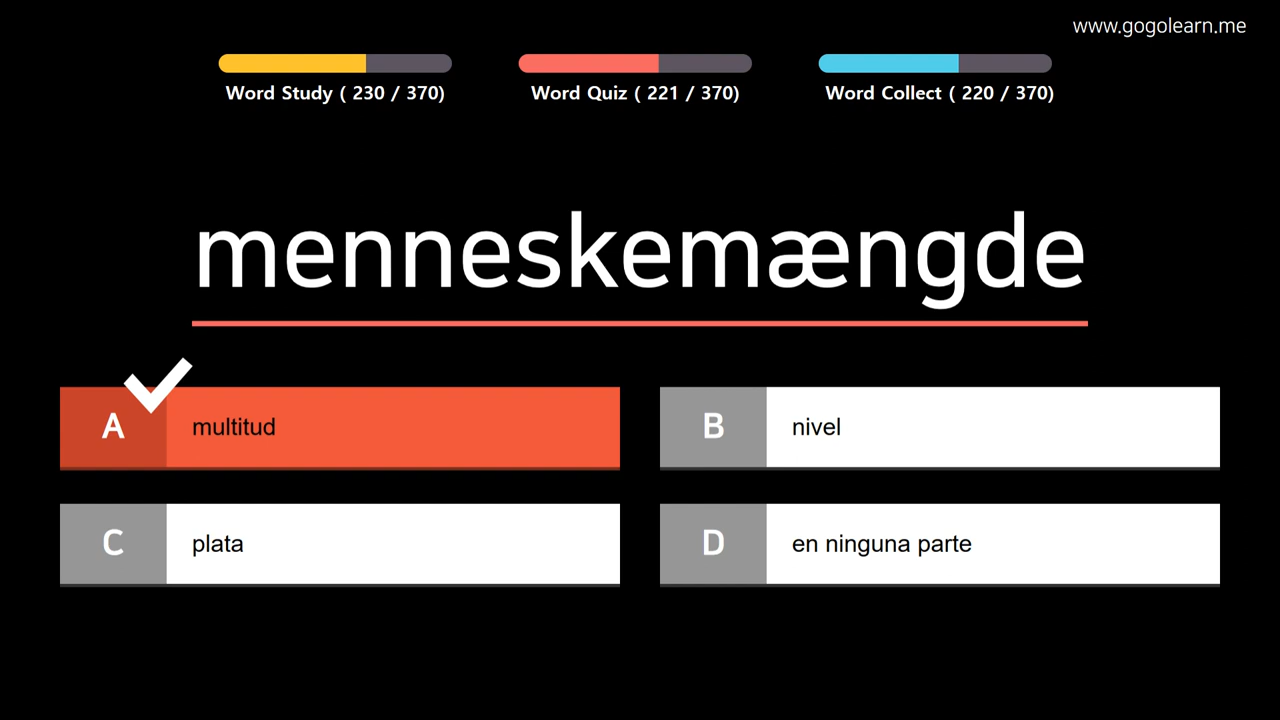 www.gogolearn.me
Word Study ( 230 / 370)
Word Quiz ( 221 / 370)
Word Collect ( 220 / 370)
menneskemængde
A multitud
B nivel
C plata
D en ninguna parte